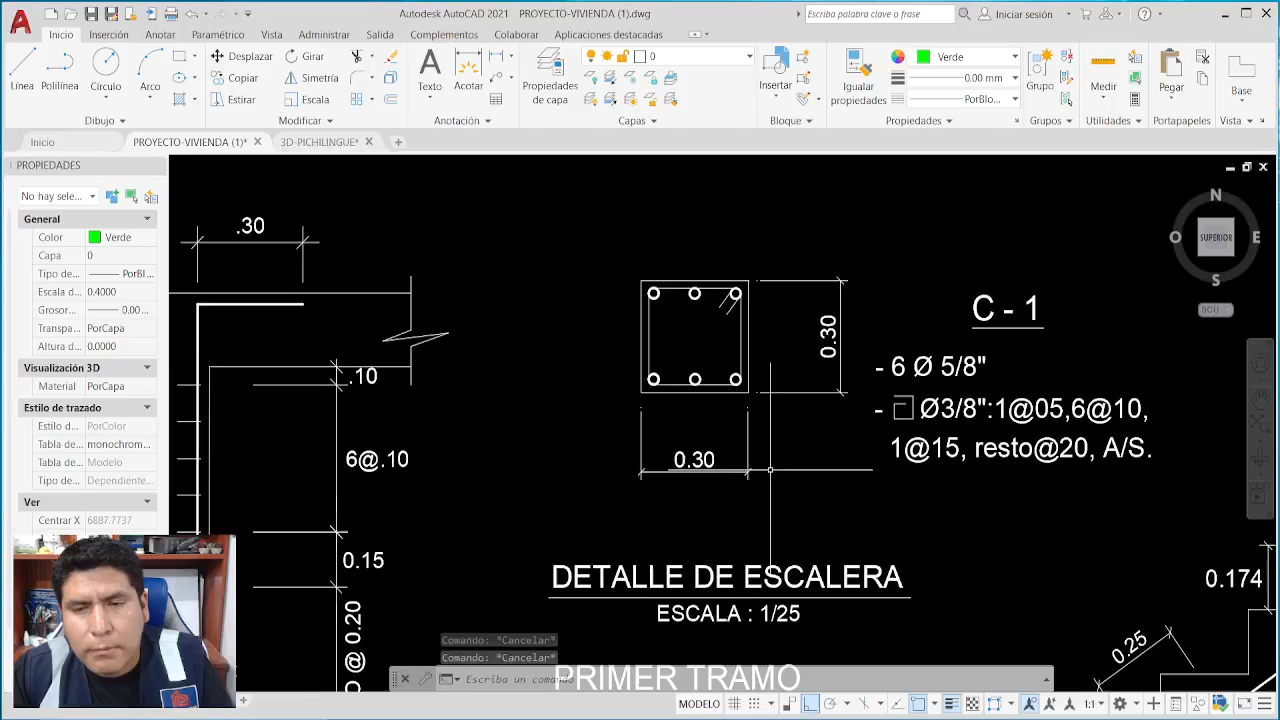 Autodesk AutoCAD 2021 PROYECTO-VIVIENDA (1).dwg
Escriba palabra clave o frase
Iniciar sesión
Inicio Inserción Anotar Paramétrico Vista Administrar Salida Complementos Colaborar Aplicaciones destacadas
Línea Polilínea Círculo Arco
Desplazar Girar
Copiar Simetría
Estirar Escala
Texto Acotar
Propiedades de capa
0
Insertar
Igualar propiedades
Verde
0.00 mm
PorBlo...
Grupo
Medir
Pegar
Base
Dibujo Modificar Anotación Capas Bloque Propiedades Grupos Utilidades Portapapeles Vista
Inicio PROYECTO-VIVIENDA (1)* 3D-PICHILINGUE*
PROPIEDADES
No hay sele...
General
Color Verde
Capa 0
Tipo de... PorBl...
Escala d... 0.4000
Grosor... 0.00 ...
Transpa... PorCapa
Altura d... 0.0000
Visualización 3D
Material PorCapa
Estilo de trazado
Estilo d... PorColor
Tabla d... monochrom...
Tabla d... Modelo
Tipo de... Dependiente...
Ver
Centrar X 6887.7737
.30
.10
6@.10
0.15
@ 0.20
0.30
0.30
C - 1
- 6 Ø 5/8"
- Ø3/8":1@05,6@10,
1@15, resto@20, A/S.
DETALLE DE ESCALERA
ESCALA : 1/25
PRIMER TRAMO
0.174
0.25
N
O SUPERIOR E
S
SCU
Comando: *Cancelar*
Comando: *Cancelar*
Escriba un comando
MODELO
1:1